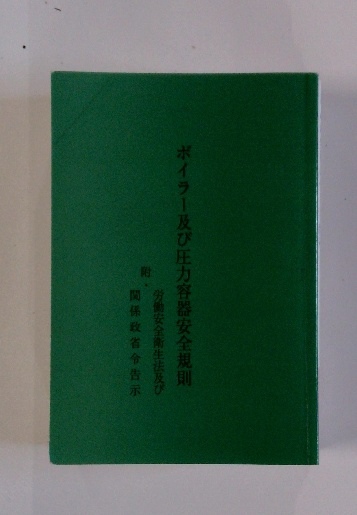 ボイラー及び圧力容器安全規則
附・
労働安全衛生法及び
関係政省令告示